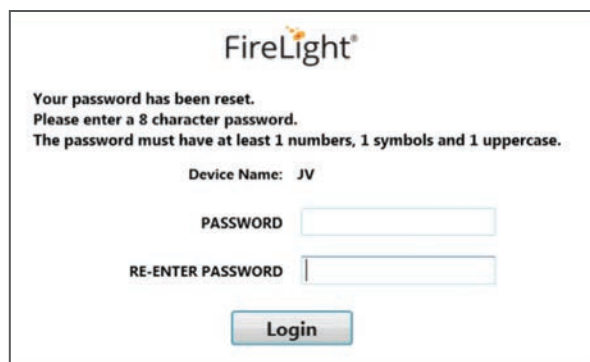 FireLight®
Your password has been reset.
Please enter a 8 character password.
The password must have at least 1 numbers, 1 symbols and 1 uppercase.
Device Name: JV
PASSWORD
RE-ENTER PASSWORD
Login